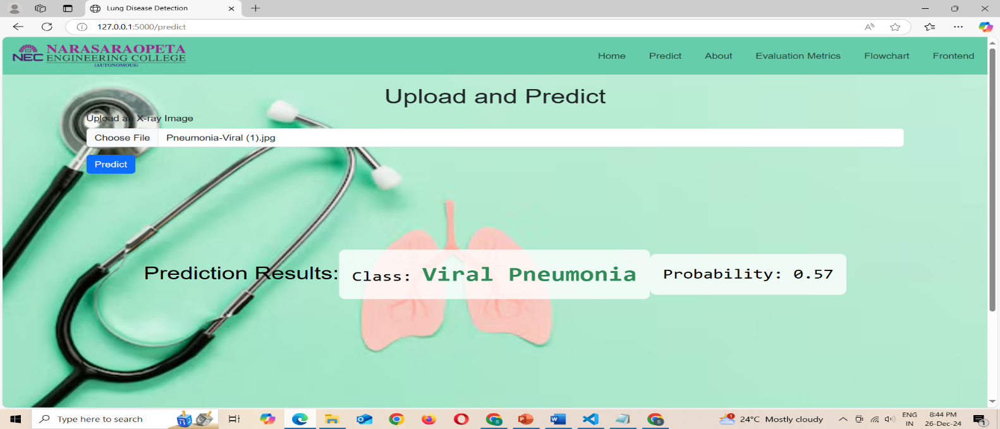 Lung Disease Detection
127.0.0.1:5000/predict
NEC NARASARAOPETA
ENGINEERING COLLEGE
(AUTONOMOUS)
Home Predict About Evaluation Metrics Flowchart Frontend
Upload and Predict
Upload an X-ray Image
Choose File Pneumonia-Viral (1).jpg
Predict
Prediction Results: Class: Viral Pneumonia Probability: 0.57
Type here to search
24°C Mostly cloudy
ENG
IN
8:44 PM
26-Dec-24